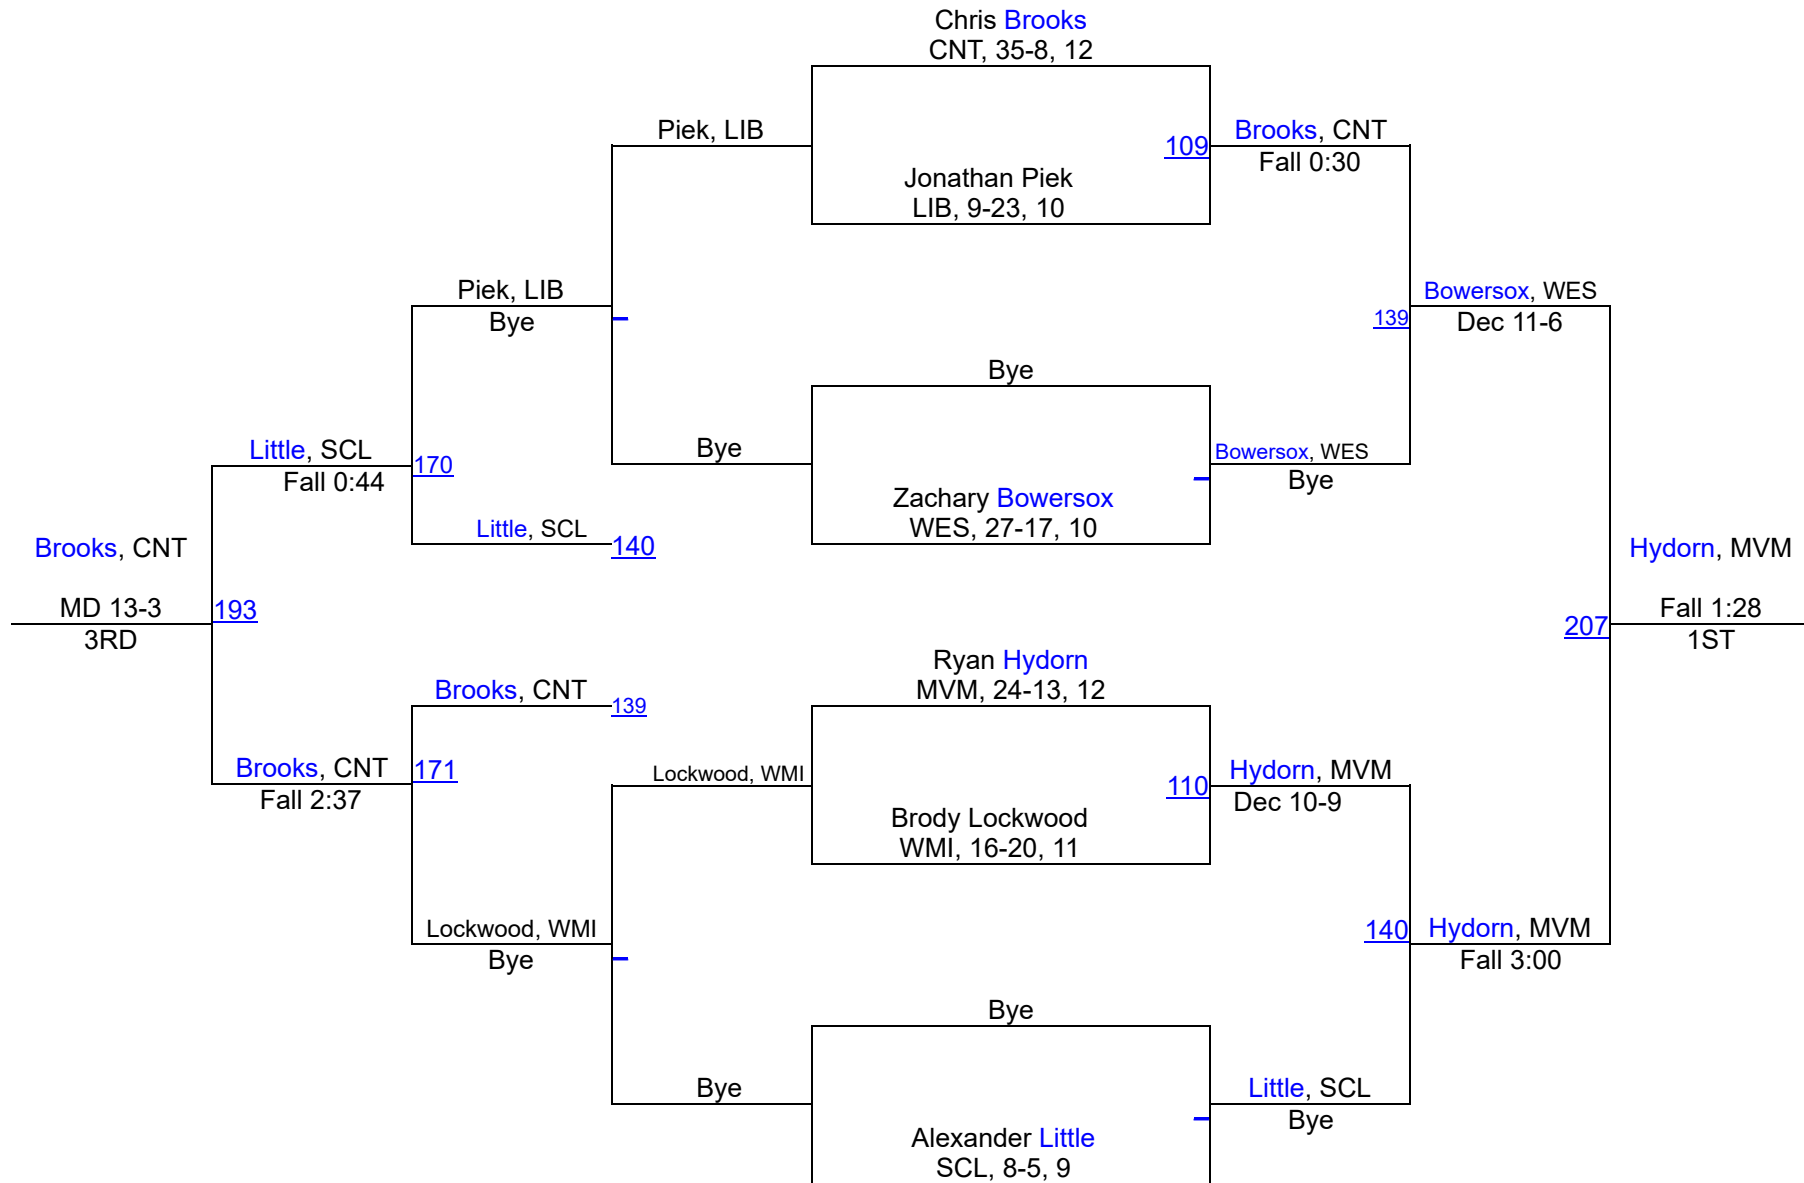 Chris Brooks
CNT, 35-8, 12
Piek, LIB
109
Brooks, CNT
Fall 0:30
Jonathan Piek
LIB, 9-23, 10
Piek, LIB
Bye
139
Bowersox, WES
Dec 11-6
Bye
Little, SCL
Fall 0:44
170
Bye
Bowersox, WES
Bye
Zachary Bowersox
WES, 27-17, 10
Little, SCL
140
Brooks, CNT
MD 13-3
3RD
193
Hydorn, MVM
207
Fall 1:28
1ST
Ryan Hydorn
MVM, 24-13, 12
Brooks, CNT
139
Brooks, CNT
Fall 2:37
171
Lockwood, WMI
110
Hydorn, MVM
Dec 10-9
Brody Lockwood
WMI, 16-20, 11
Lockwood, WMI
Bye
140
Hydorn, MVM
Fall 3:00
Bye
Bye
Little, SCL
Bye
Alexander Little
SCL, 8-5, 9